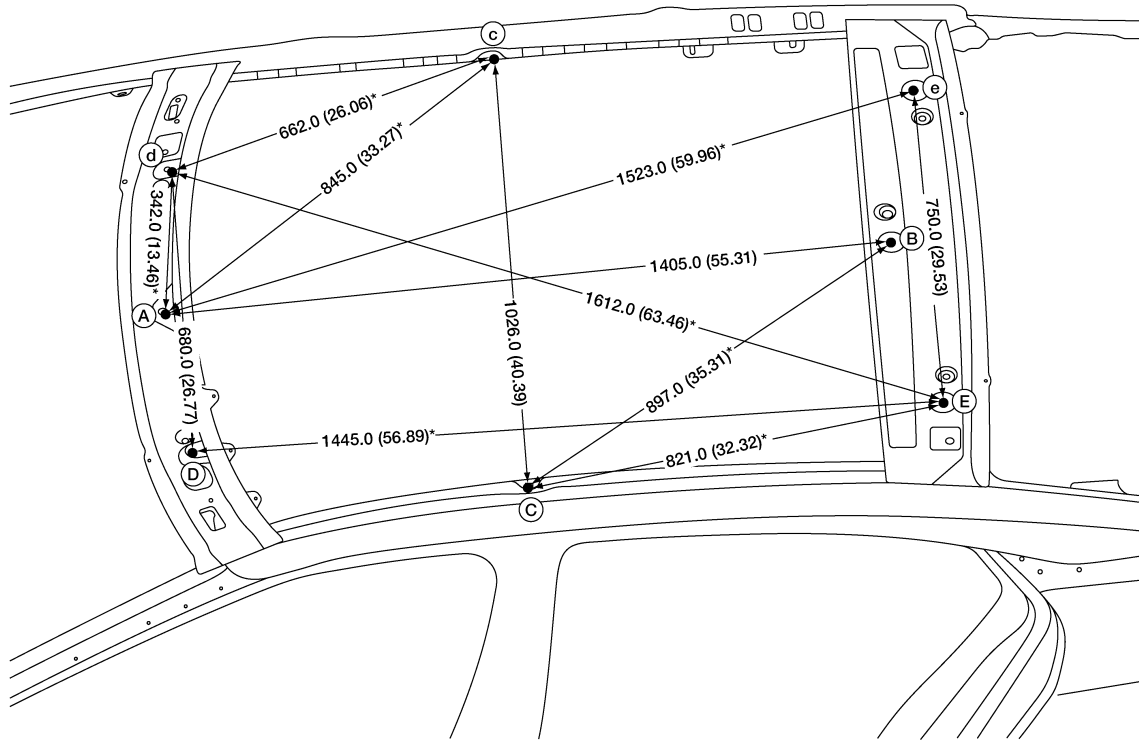 c
e
662.0 (26.06)*
845.0 (33.27)*
d
1523.0 (59.96)*
342.0 (13.46)*
750.0 (29.53)
B
1405.0 (55.31)
A
1612.0 (63.46)*
1026.0 (40.39)
680.0 (26.77)
897.0 (35.31)*
E
1445.0 (56.89)*
821.0 (32.32)*
D
C